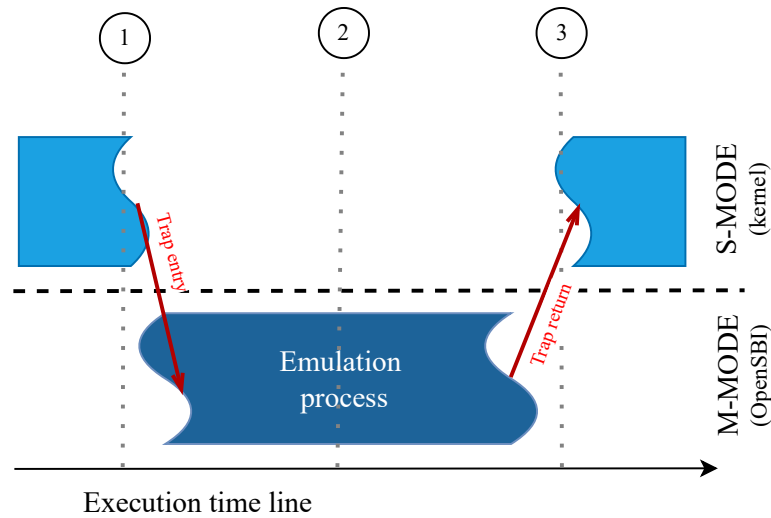 1
2
3
S-MODE
(kernel)
Trap entry
Trap return
Emulation
process
M-MODE
(OpenSBI)
Execution time line